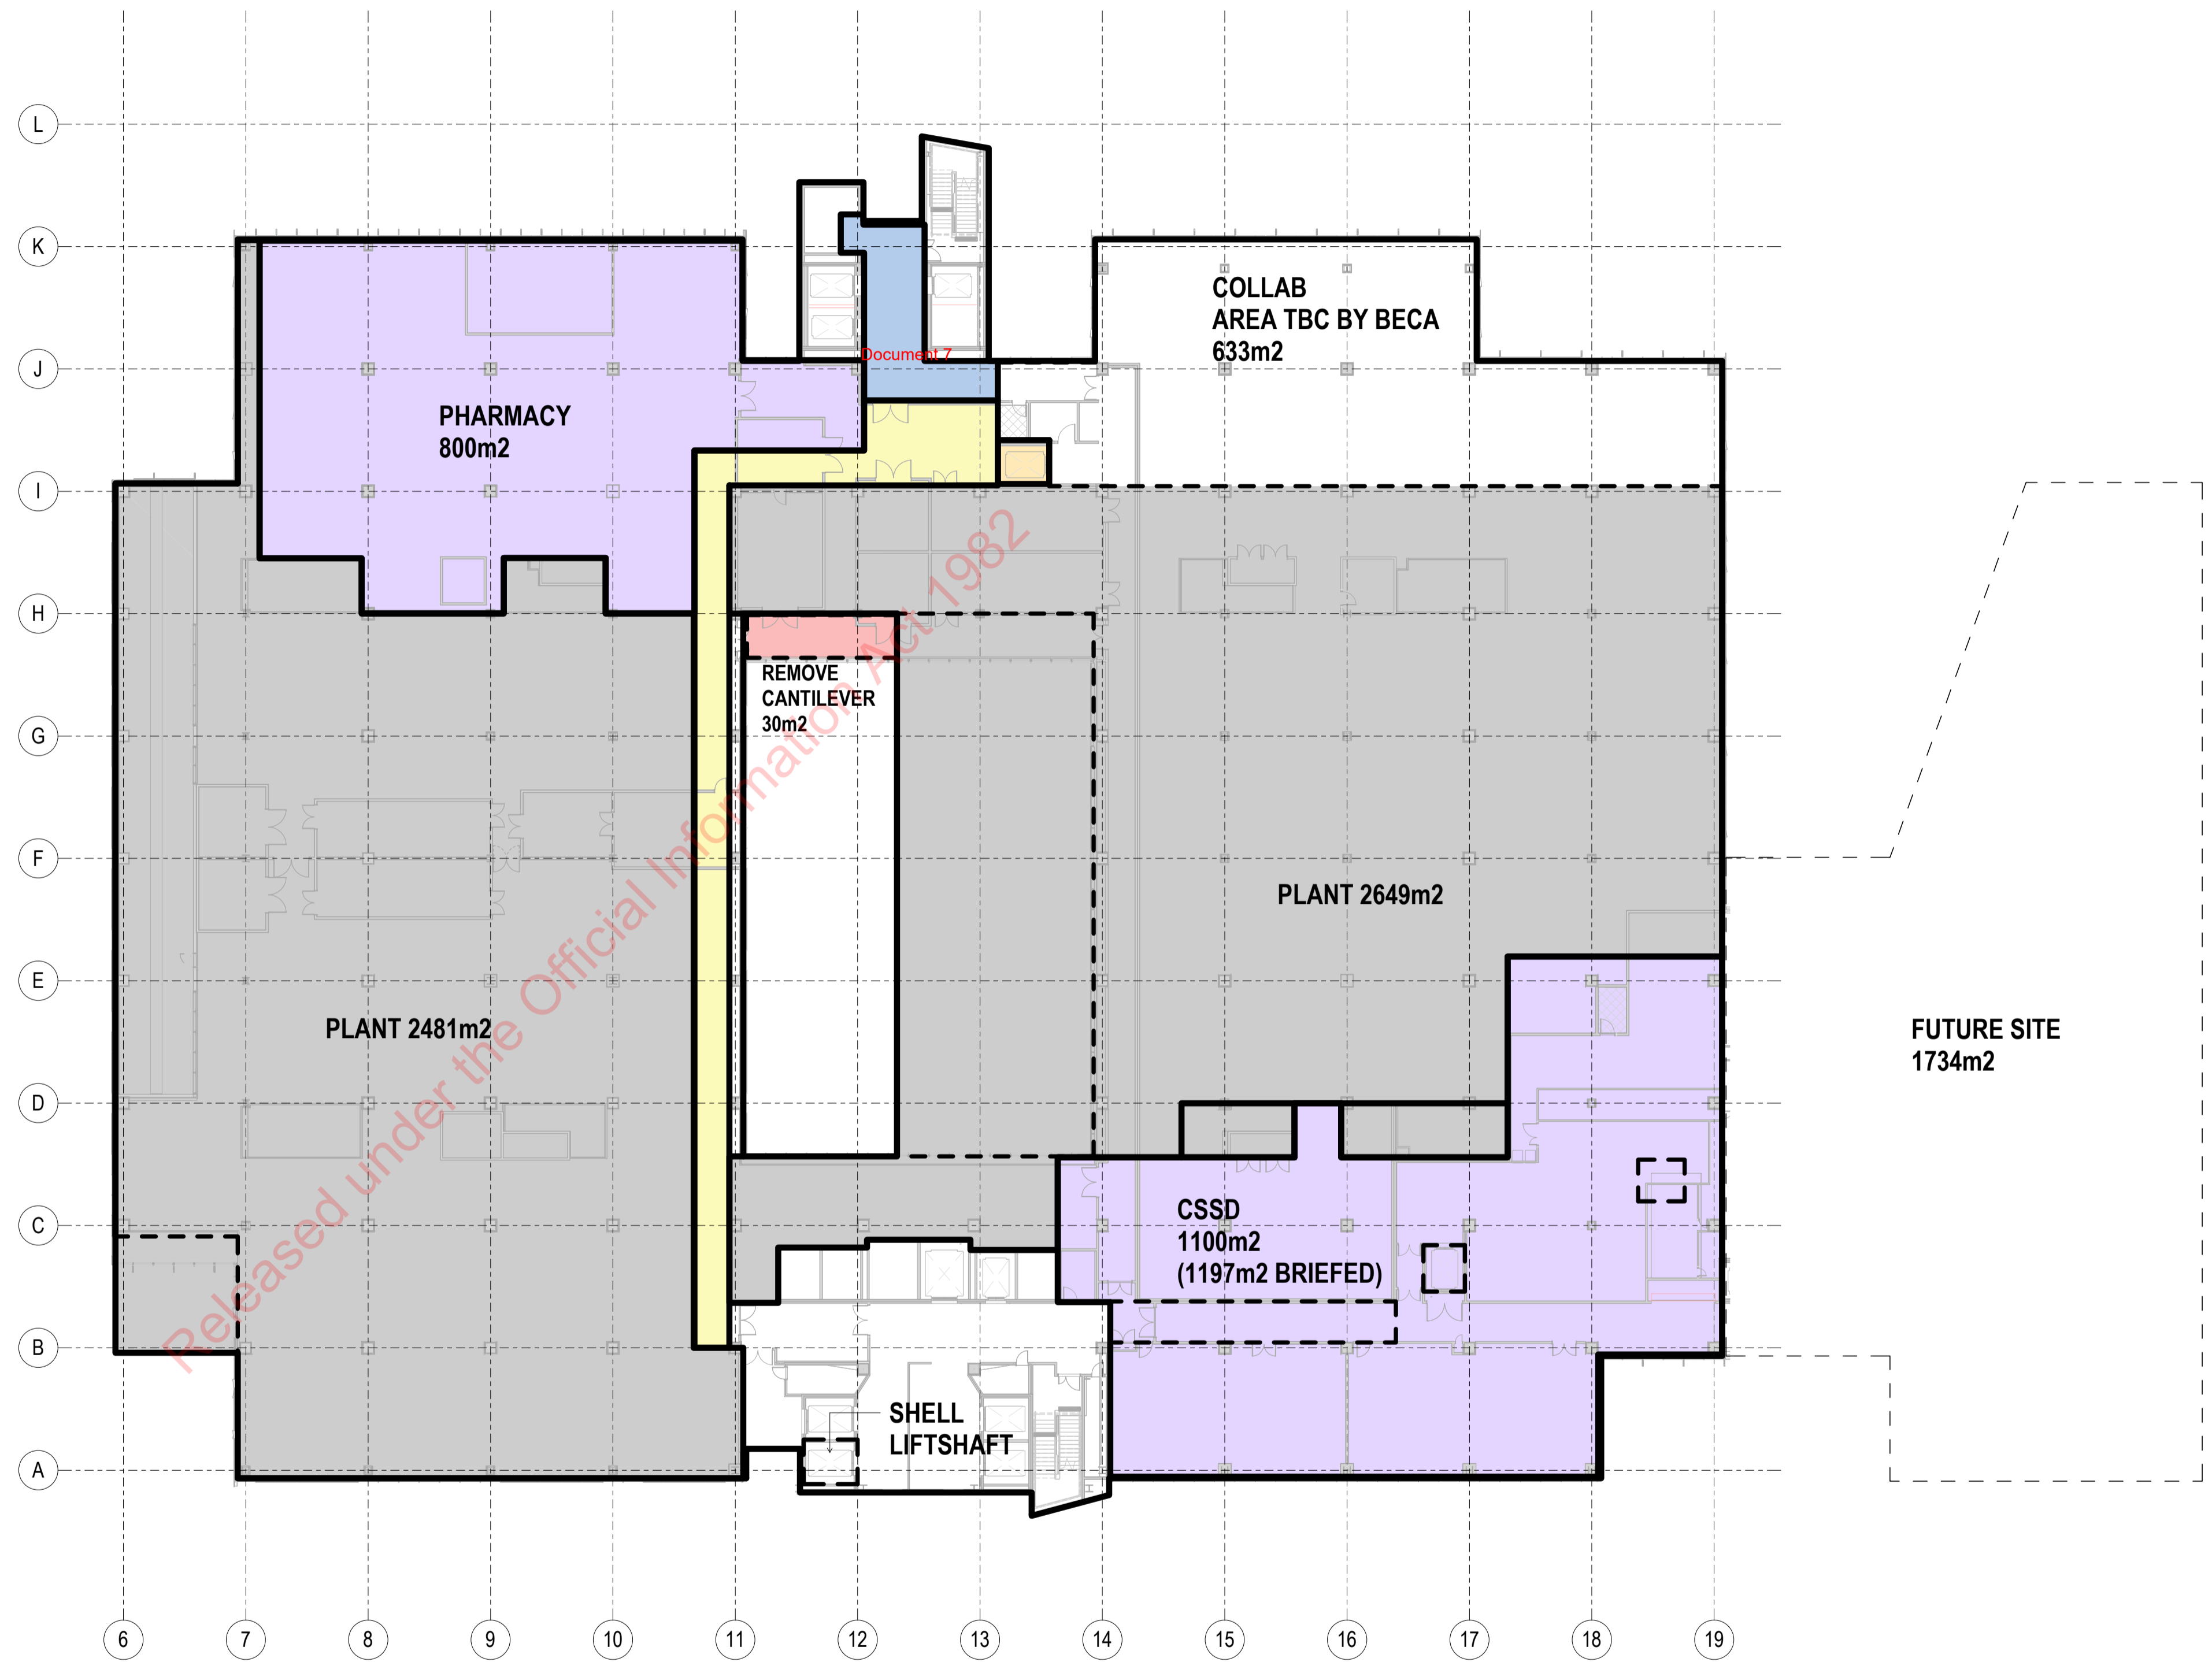 L
K
COLLAB
AREA TBC BY BECA
633m2
Document 7
J
PHARMACY
800m2
I
H
REMOVE
CANTILEVER
30m2
G
F
PLANT 2649m2
E
PLANT 2481m2
FUTURE SITE
1734m2
D
CSSD
1100m2
(1197m2 BRIEFED)
C
B
SHELL
LIFTSHAFT
A
Released under the Official Information Act 1982
6 7 8 9 10 11 12 13 14 15 16 17 18 19